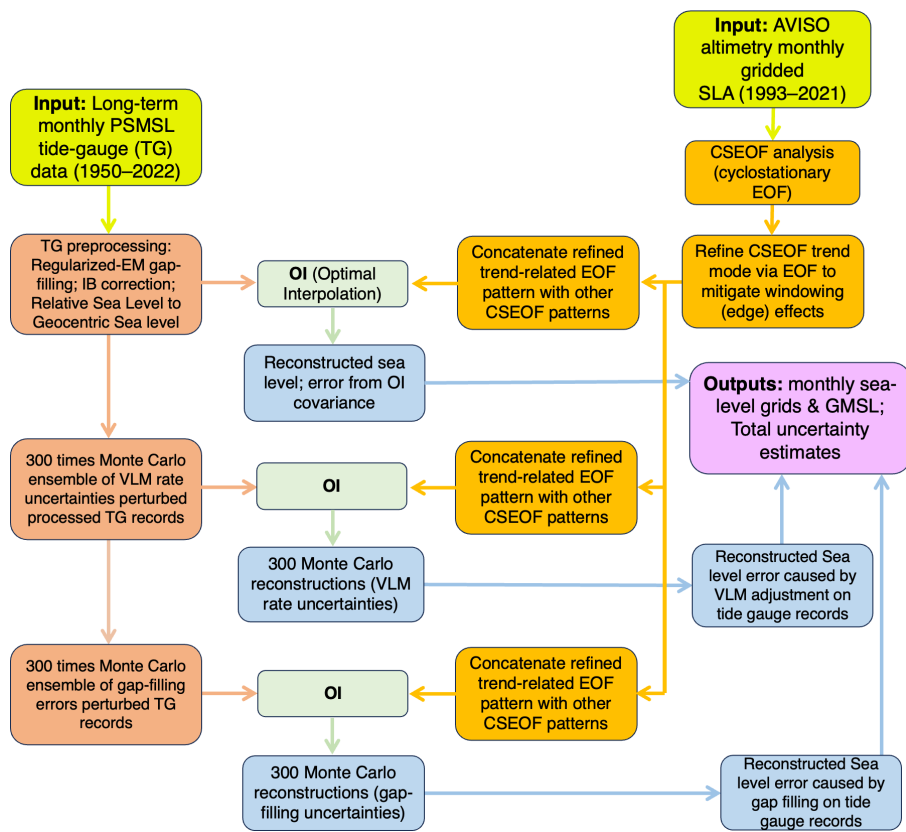 Input: AVISO
altimetry monthly
gridded
SLA (1993–2021)
Input: Long-term
monthly PSMSL
tide-gauge (TG)
data (1950–2022)
CSEOF analysis
(cyclostationary
EOF)
TG preprocessing:
Regularized-EM gap-
filling; IB correction;
Relative Sea Level to
Geocentric Sea level
OI (Optimal
Interpolation)
Concatenate refined
trend-related EOF
pattern with other
CSEOF patterns
Refine CSEOF trend
mode via EOF to
mitigate windowing
(edge) effects
Reconstructed sea
level; error from OI
covariance
Outputs: monthly sea-
level grids & GMSL;
Total uncertainty
estimates
300 times Monte Carlo
ensemble of VLM rate
uncertainties perturbed
processed TG records
OI
Concatenate refined
trend-related EOF
pattern with other
CSEOF patterns
300 Monte Carlo
reconstructions (VLM
rate uncertainties)
Reconstructed Sea
level error caused by
VLM adjustment on
tide gauge records
300 times Monte Carlo
ensemble of gap-filling
errors perturbed TG
records
OI
Concatenate refined
trend-related EOF
pattern with other
CSEOF patterns
300 Monte Carlo
reconstructions (gap-
filling uncertainties)
Reconstructed Sea
level error caused by
gap filling on tide
gauge records